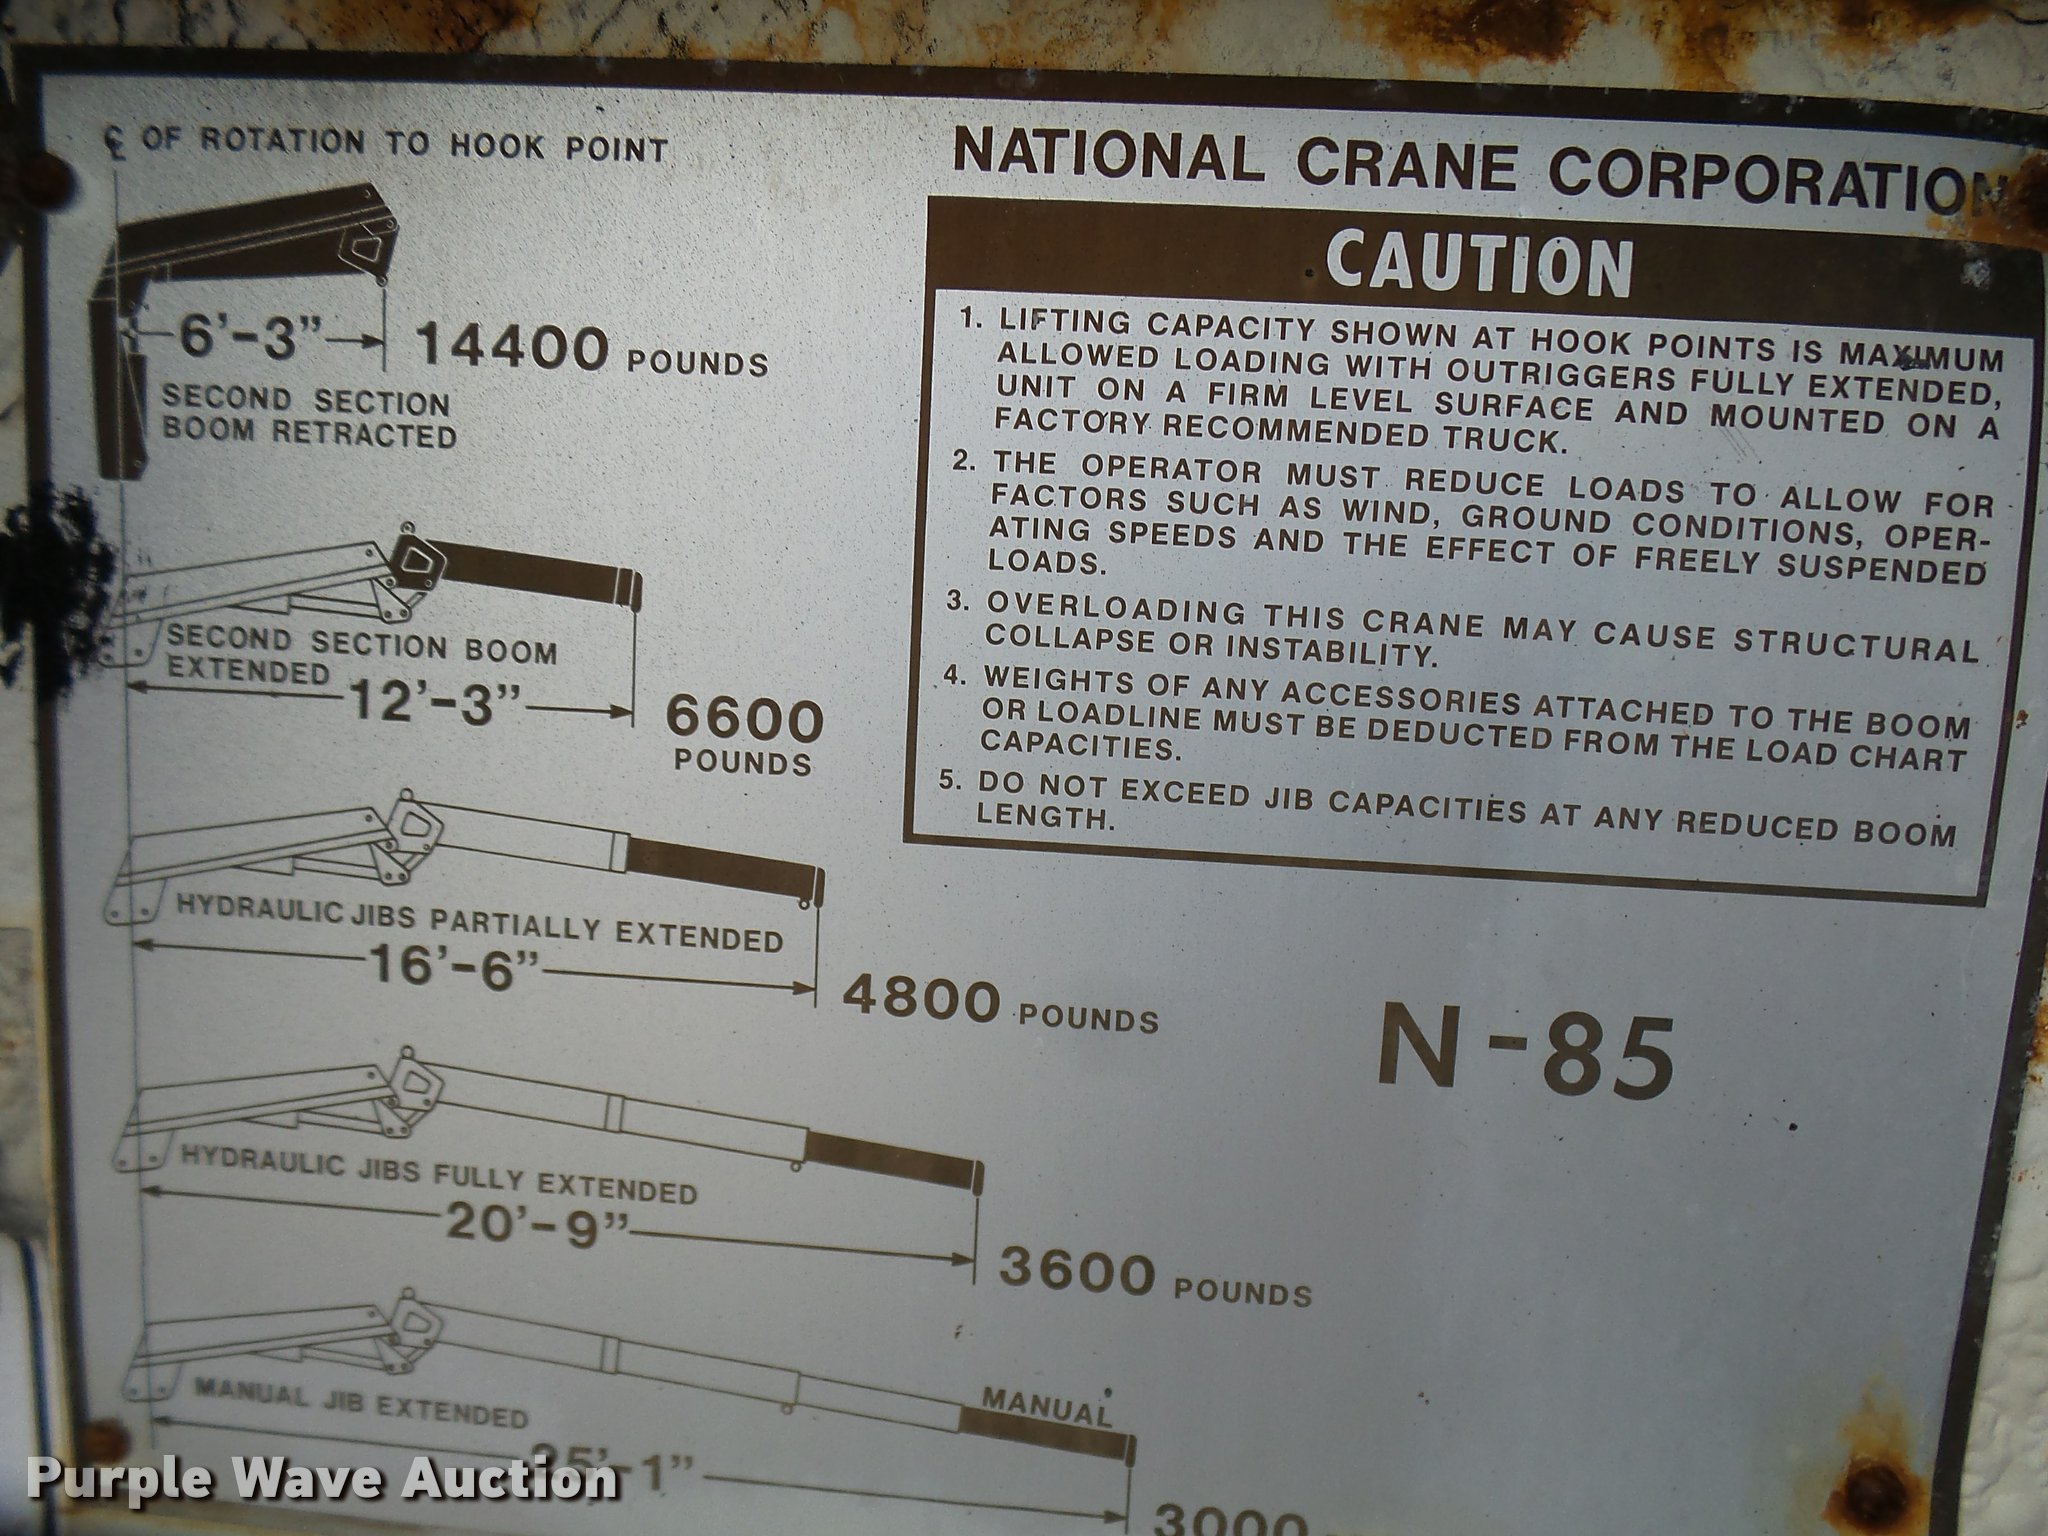 ℄ OF ROTATION TO HOOK POINT
6'-3"
14400 POUNDS
SECOND SECTION
BOOM RETRACTED
SECOND SECTION BOOM
EXTENDED
12'-3"
6600
POUNDS
HYDRAULIC JIBS PARTIALLY EXTENDED
16'-6"
4800 POUNDS
HYDRAULIC JIBS FULLY EXTENDED
20'-9"
3600 POUNDS
MANUAL
MANUAL JIB EXTENDED
25'-1"
3000
NATIONAL CRANE CORPORATION
CAUTION
1. LIFTING CAPACITY SHOWN AT HOOK POINTS IS MAXIMUM
ALLOWED LOADING WITH OUTRIGGERS FULLY EXTENDED,
UNIT ON A FIRM LEVEL SURFACE AND MOUNTED ON A
FACTORY RECOMMENDED TRUCK.
2. THE OPERATOR MUST REDUCE LOADS TO ALLOW FOR
FACTORS SUCH AS WIND, GROUND CONDITIONS, OPER-
ATING SPEEDS AND THE EFFECT OF FREELY SUSPENDED
LOADS.
3. OVERLOADING THIS CRANE MAY CAUSE STRUCTURAL
COLLAPSE OR INSTABILITY.
4. WEIGHTS OF ANY ACCESSORIES ATTACHED TO THE BOOM
OR LOADLINE MUST BE DEDUCTED FROM THE LOAD CHART
CAPACITIES.
5. DO NOT EXCEED JIB CAPACITIES AT ANY REDUCED BOOM
LENGTH.
N-85
Purple Wave Auction